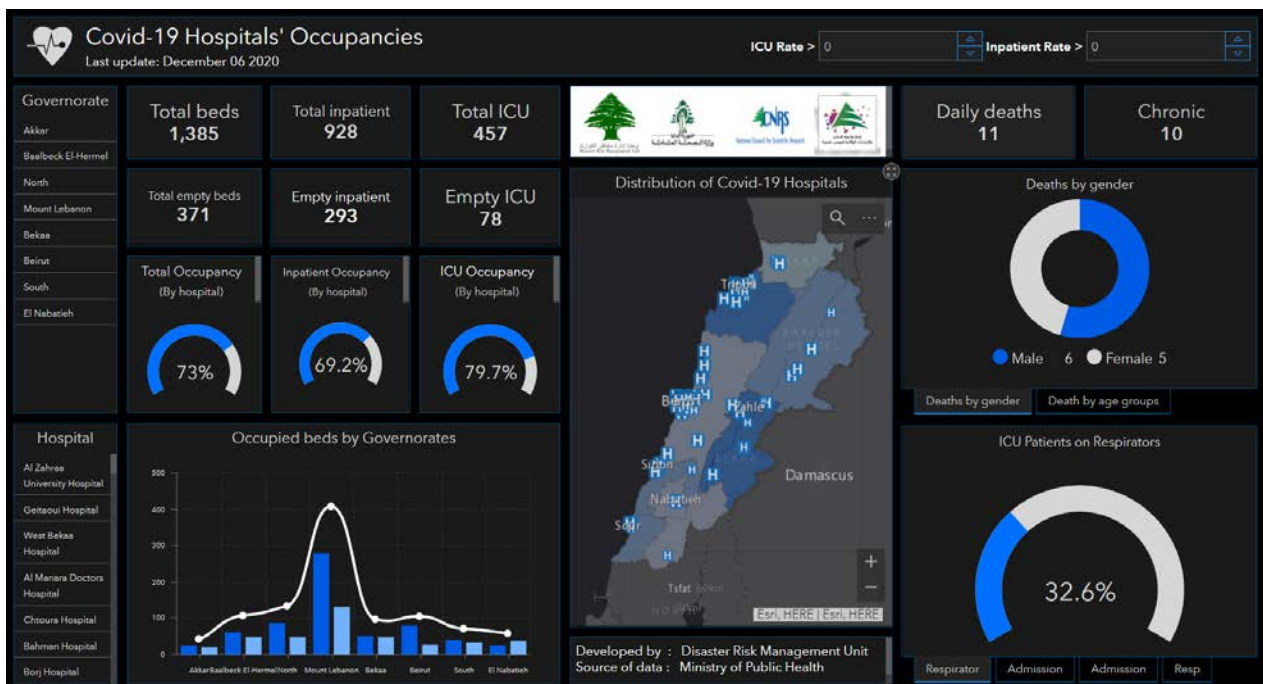 Covid-19 Hospitals' Occupancies
Last update: December 06 2020
ICU Rate > 0
Inpatient Rate > 0
Governorate
Akkar
Baalbeck El-Hermel
North
Mount Lebanon
Bekaa
Beirut
South
El Nabatieh
Total beds
1,385
Total inpatient
928
Total ICU
457
Total empty beds
371
Empty inpatient
293
Empty ICU
78
Total Occupancy
(By hospital)
73%
Inpatient Occupancy
(By hospital)
69.2%
ICU Occupancy
(By hospital)
79.7%
Hospital
Al Zahraa
University Hospital
Geitaoui Hospital
West Bekaa
Hospital
Al Manara Doctors
Hospital
Chtoura Hospital
Bahman Hospital
Borj Hospital
Occupied beds by Governorates
500
400
300
200
100
0
Akkar Baalbeck El-Hermel North Mount Lebanon Bekaa Beirut South El Nabatieh
CNRS
National Council for Scientific Research
Distribution of Covid-19 Hospitals
Zahle
Damascus
Nabatieh
Tsfat
Esri, HERE | Esri, HERE
Developed by : Disaster Risk Management Unit
Source of data : Ministry of Public Health
Daily deaths
11
Chronic
10
Deaths by gender
Male 6 Female 5
Deaths by gender Death by age groups
ICU Patients on Respirators
32.6%
Respirator Admission Admission Resp